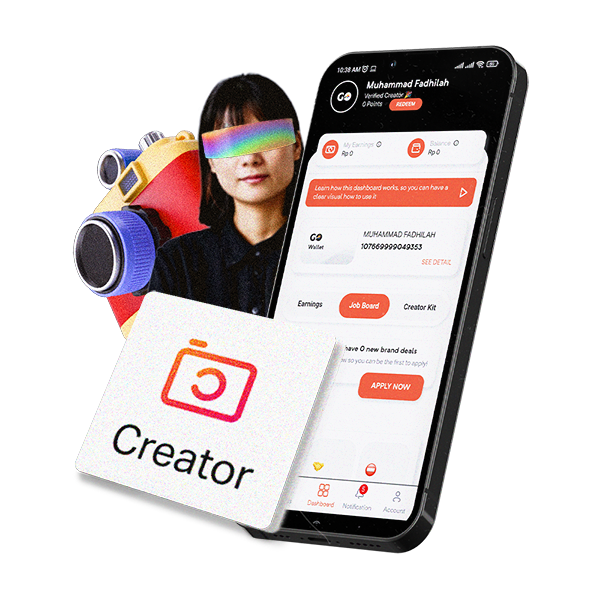 10:38 AM
Muhammad Fadhilah
Verified Creator
0 Points REDEEM
GO
My Earnings
Rp 0
Balance
Rp 0
Learn how this dashboard works, so you can have a
clear visual how to use it
GO
Wallet
MUHAMMAD FADHILAH
107669999049353
SEE DETAIL
Earnings
Job Board
Creator Kit
have 0 new brand deals
now so you can be the first to apply!
APPLY NOW
Dashboard
Notification
Account
Creator